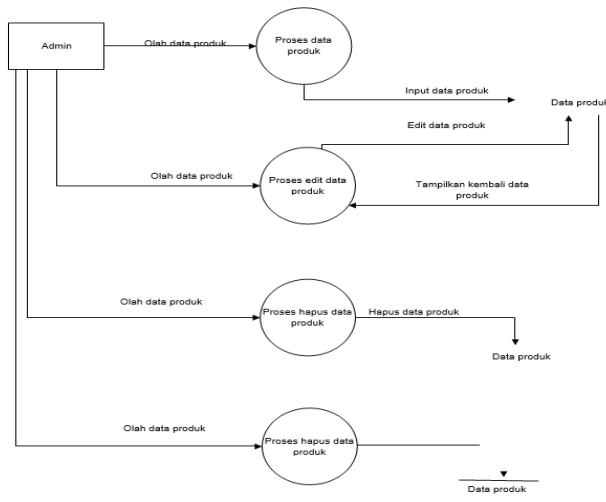 Admin
Olah data produk
Proses data
produk
Input data produk
Data produk
Edit data produk
Olah data produk
Proses edit data
produk
Tampilkan kembali data
produk
Olah data produk
Proses hapus data
produk
Hapus data produk
Data produk
Olah data produk
Proses hapus data
produk
Data produk